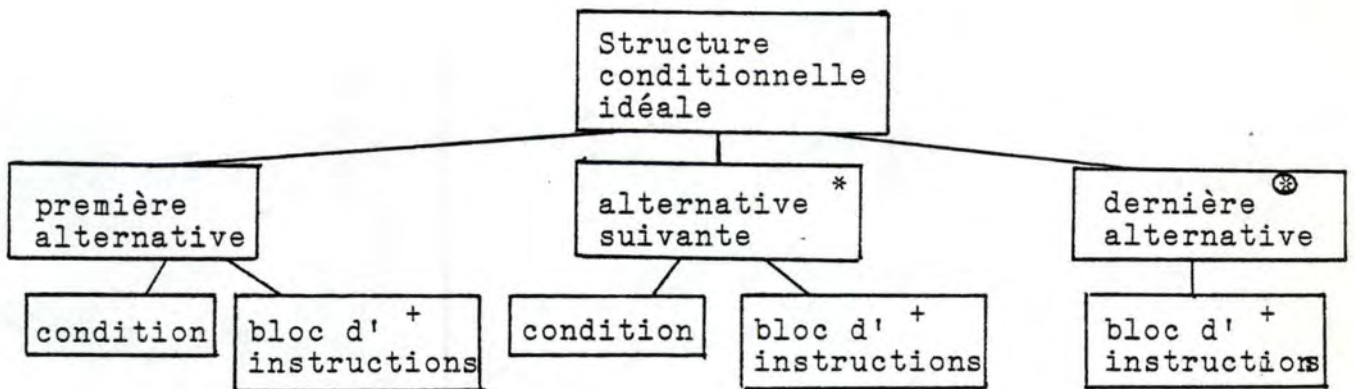 Structure
conditionnelle
idéale
première
alternative
alternative *
suivante
dernière ⊛
alternative
condition
bloc d' +
instructions
condition
bloc d' +
instructions
bloc d' +
instructions